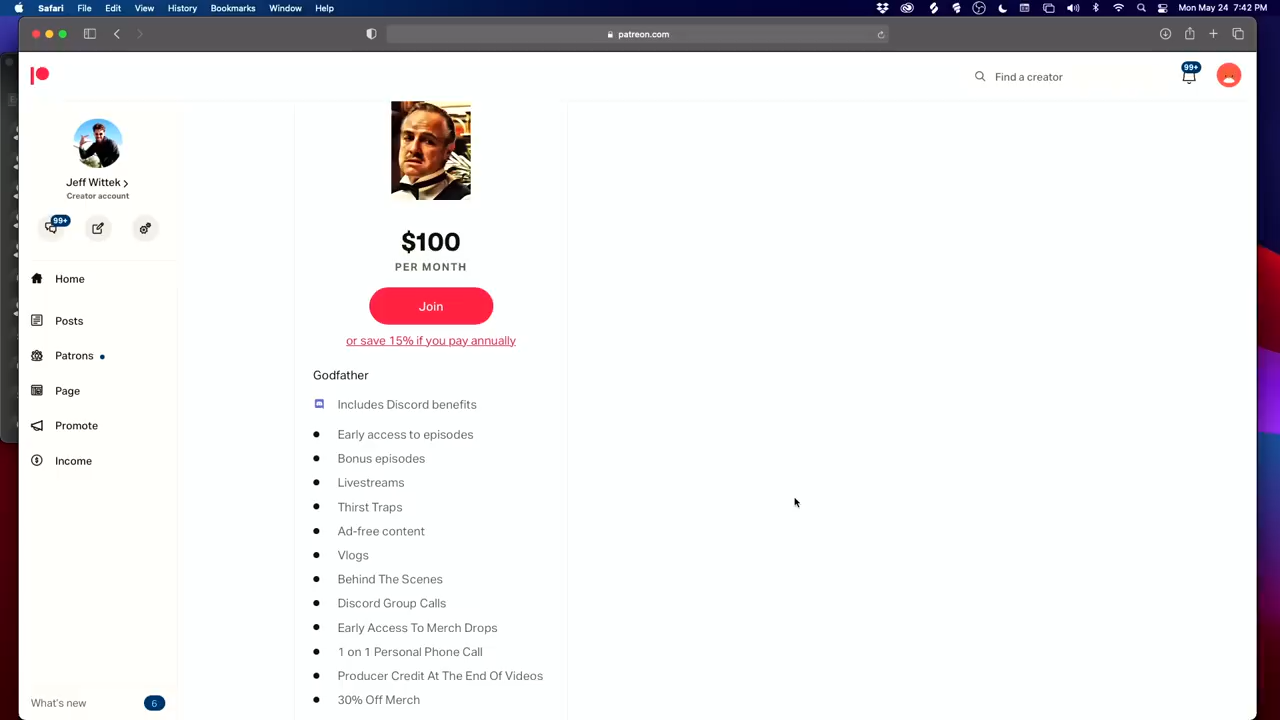 Safari File Edit View History Bookmarks Window Help Mon May 24 7:42 PM
patreon.com
Find a creator
99+
Jeff Wittek
Creator account
99+
Home
Posts
Patrons
Page
Promote
Income
What's new 6
$100
PER MONTH
Join
or save 15% if you pay annually
Godfather
Includes Discord benefits
Early access to episodes
Bonus episodes
Livestreams
Thirst Traps
Ad-free content
Vlogs
Behind The Scenes
Discord Group Calls
Early Access To Merch Drops
1 on 1 Personal Phone Call
Producer Credit At The End Of Videos
30% Off Merch